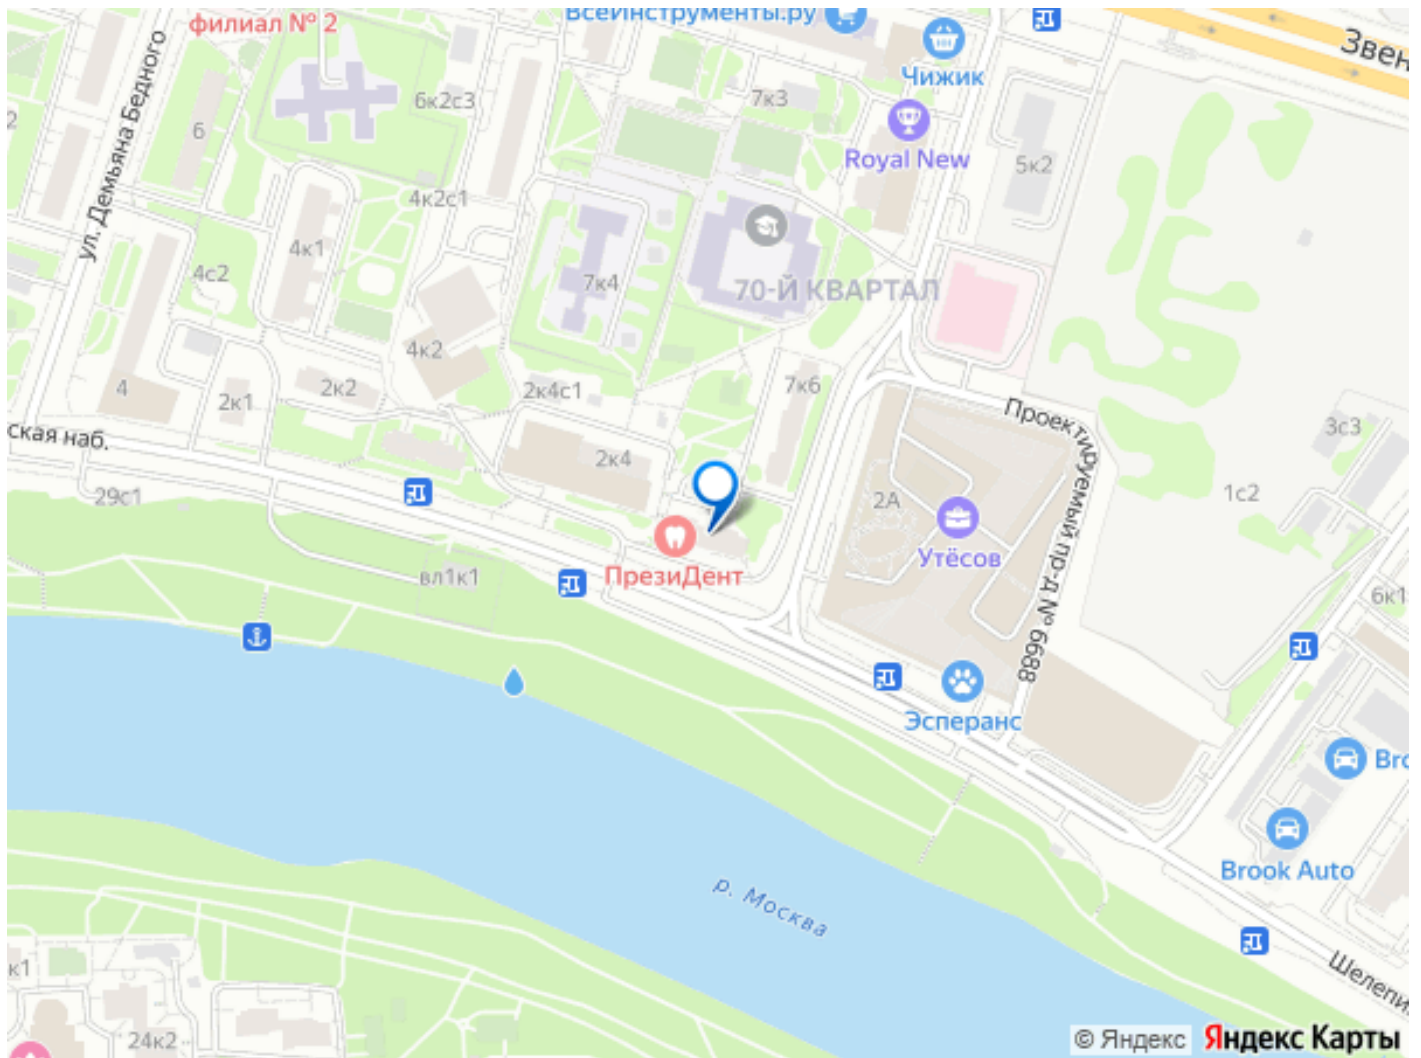 филиал № 2
ВсеИнструменты.ру
Чижик
Звен
ул. Демьяна Бедного
6
6к2с3
7к3
Royal New
5к2
2
4к2с1
4к1
4с2
7к4
70-Й КВАРТАЛ
4к2
4
2к1
2к2
2к4с1
7к6
Проектируемый пр-д № 6688
3с3
ская наб.
2к4
29с1
2А
1с2
Утёсов
ПрезиДент
вл1к1
6к1
Эсперанс
Bro
Brook Auto
р. Москва
Шелепи
к1
24к2
© Яндекс Яндекс Карты